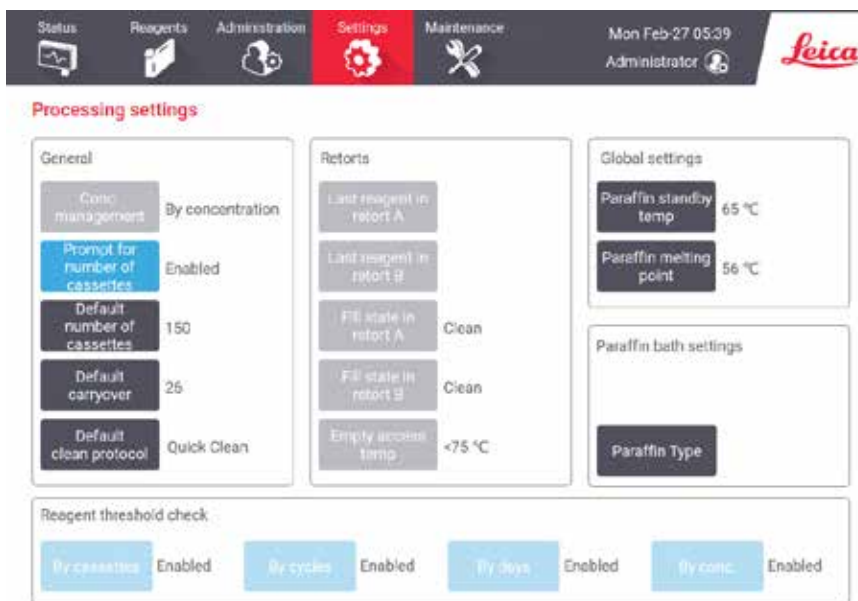 Status Reagents Administration Settings Maintenance
Mon Feb-27 05:39
Administrator
Leica
Processing settings
General
Conc. management By concentration
Prompt for number of cassettes Enabled
Default number of cassettes 150
Default carryover 25
Default clean protocol Quick Clean
Retorts
Last reagent in retort A
Last reagent in retort B
Fill state in retort A Clean
Fill state in retort B Clean
Empty access temp <75 °C
Global settings
Paraffin standby temp 65 °C
Paraffin melting point 56 °C
Paraffin bath settings
Paraffin Type
Reagent threshold check
By cassettes Enabled By cycles Enabled By days Enabled By conc. Enabled